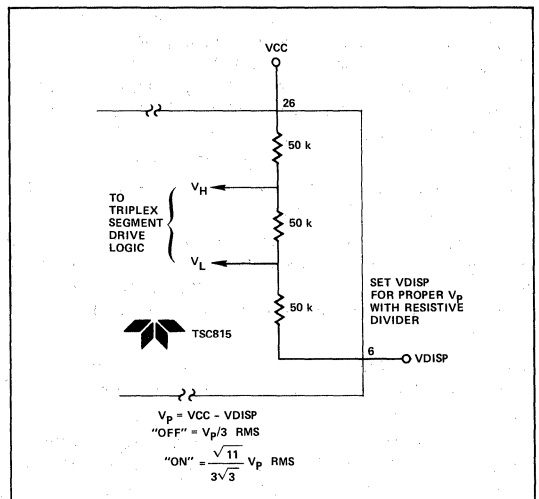 VCC
26
50 k
V_H
TO
TRIPLEX
SEGMENT
DRIVE
LOGIC
50 k
V_L
SET VDISP
FOR PROPER V_P
WITH RESISTIVE
DIVIDER
50 k
TSC815
6
VDISP
V_P = VCC – VDISP
"OFF" = V_P/3 RMS
"ON" = √11 / 3√3 V_P RMS